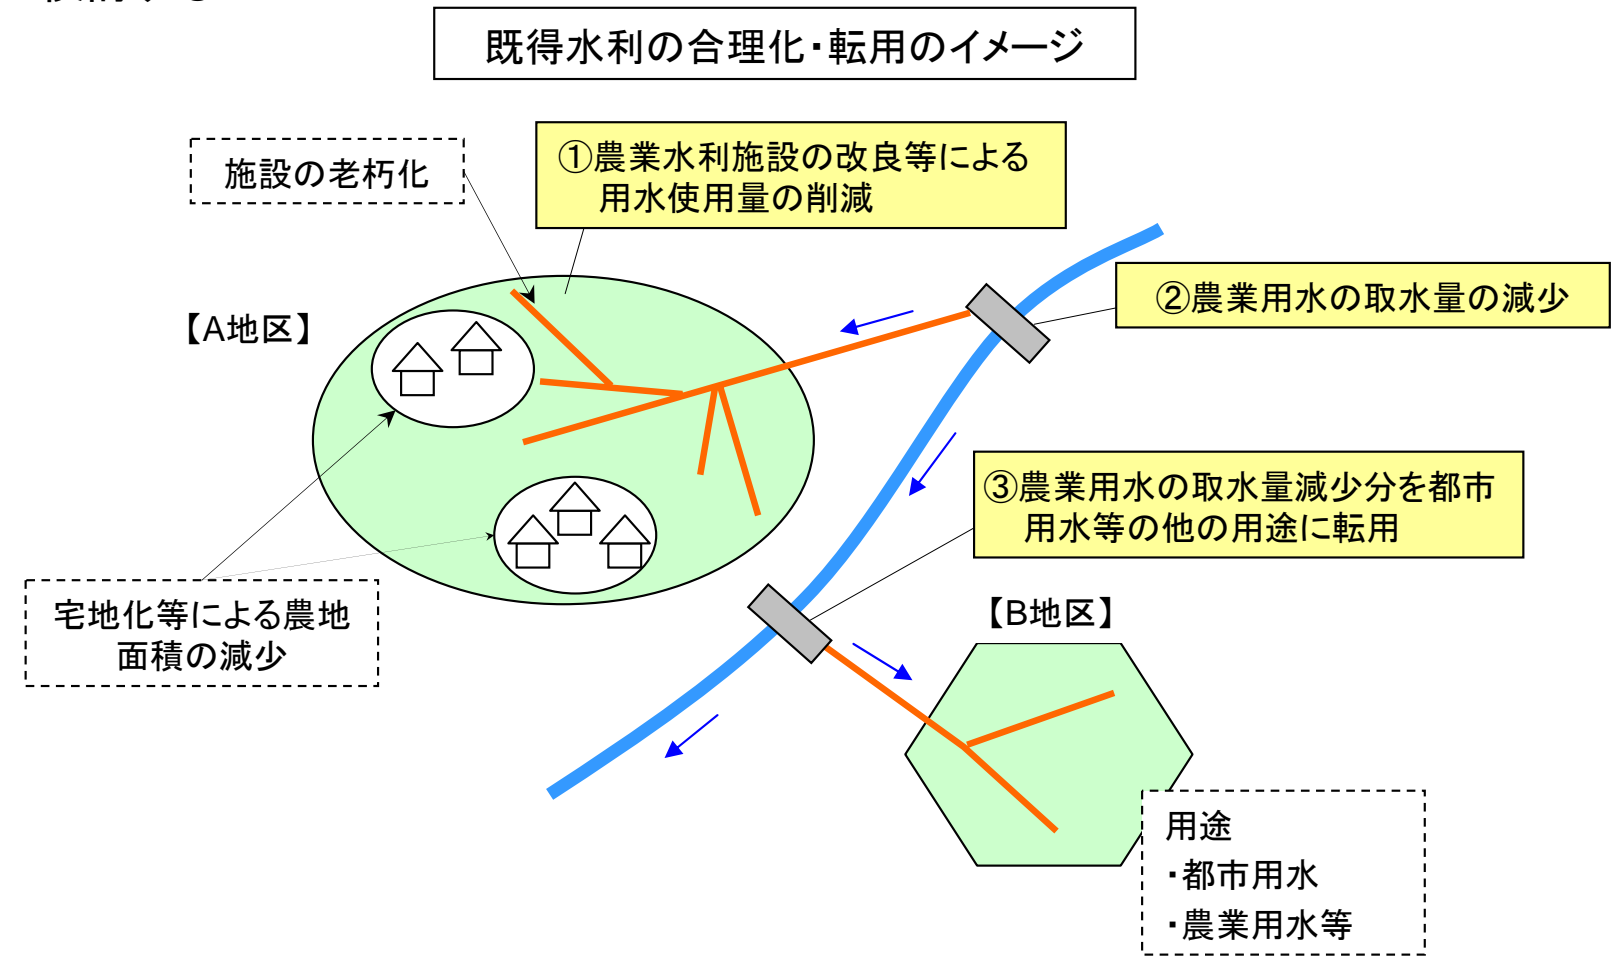 既得水利の合理化・転用のイメージ
施設の老朽化
①農業水利施設の改良等による
用水使用量の削減
【A地区】
②農業用水の取水量の減少
③農業用水の取水量減少分を都市
用水等の他の用途に転用
宅地化等による農地
面積の減少
【B地区】
用途
・都市用水
・農業用水等